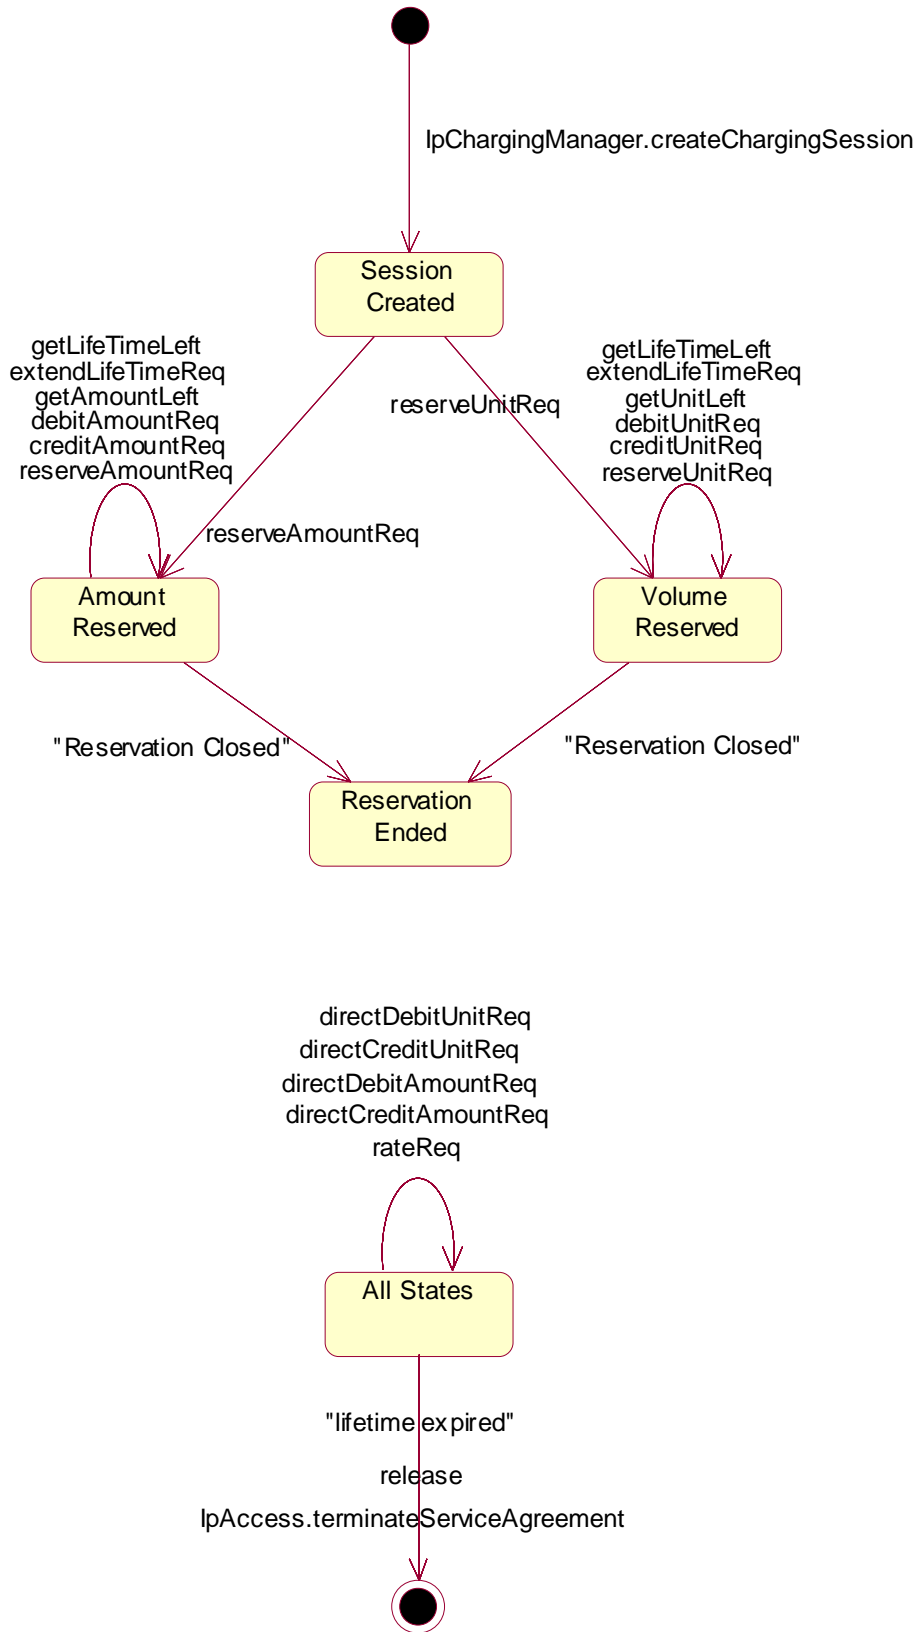 IpChargingManager.createChargingSession
Session
Created
getLifeTimeLeft
extendLifeTimeReq
getAmountLeft
debitAmountReq
creditAmountReq
reserveAmountReq
reserveUnitReq
getLifeTimeLeft
extendLifeTimeReq
getUnitLeft
debitUnitReq
creditUnitReq
reserveUnitReq
reserveAmountReq
Amount
Reserved
Volume
Reserved
"Reservation Closed"
"Reservation Closed"
Reservation
Ended
directDebitUnitReq
directCreditUnitReq
directDebitAmountReq
directCreditAmountReq
rateReq
All States
"lifetime expired"
release
IpAccess.terminateServiceAgreement